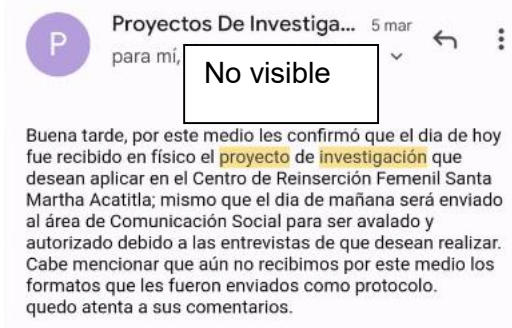 P
Proyectos De Investiga... 5 mar
para mí,
No visible
Buena tarde, por este medio les confirmó que el dia de hoy
fue recibido en físico el proyecto de investigación que
desean aplicar en el Centro de Reinserción Femenil Santa
Martha Acatitla; mismo que el dia de mañana será enviado
al área de Comunicación Social para ser avalado y
autorizado debido a las entrevistas de que desean realizar.
Cabe mencionar que aún no recibimos por este medio los
formatos que les fueron enviados como protocolo.
quedo atenta a sus comentarios.